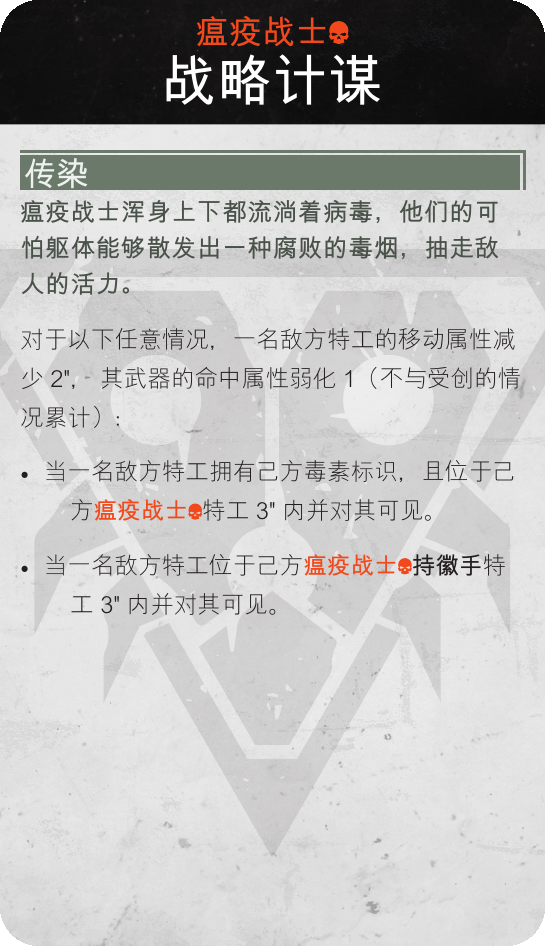 瘟疫战士
战略计谋
传染
瘟疫战士浑身上下都流淌着病毒，他们的可
怕躯体能够散发出一种腐败的毒烟，抽走敌
人的活力。
对于以下任意情况，一名敌方特工的移动属性减
少 2"，其武器的命中属性弱化 1（不与受创的情
况累计）:
• 当一名敌方特工拥有己方毒素标识，且位于己
方瘟疫战士特工 3" 内并对其可见。
• 当一名敌方特工位于己方瘟疫战士持徽手特
工 3" 内并对其可见。